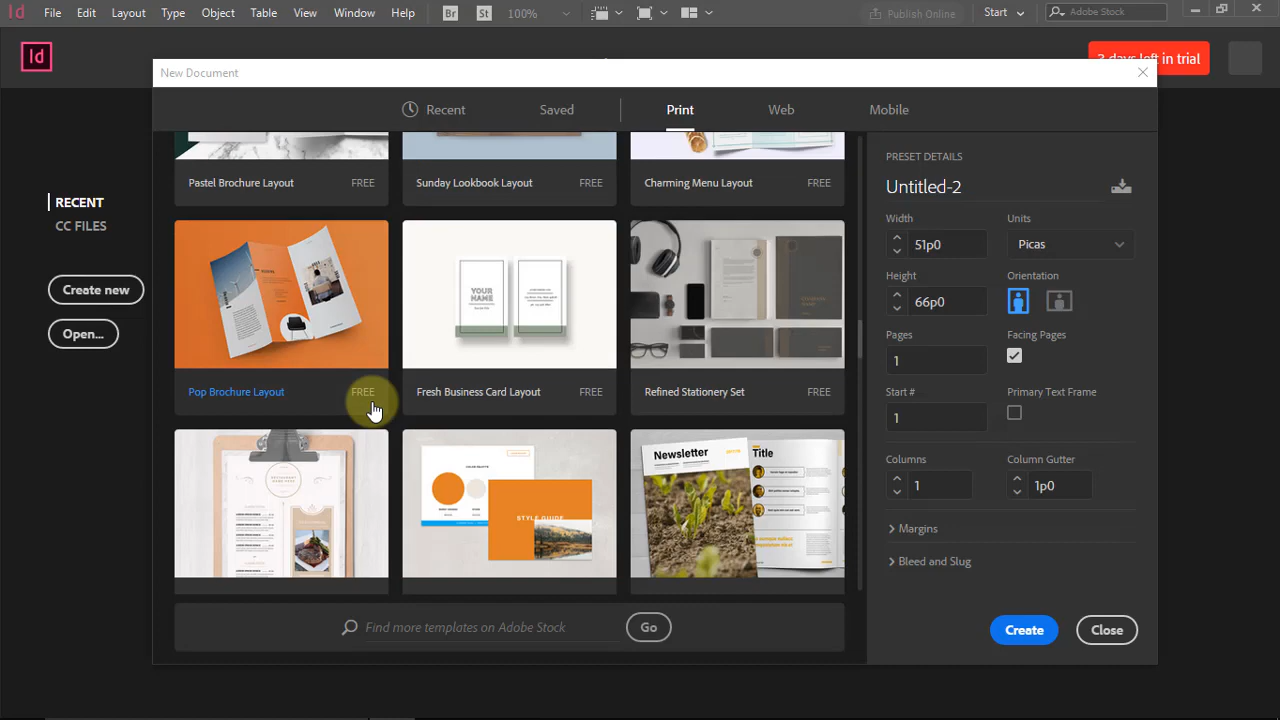 Id File Edit Layout Type Object Table View Window Help Br St 100% Publish Online Start Adobe Stock
Id
days left in trial
New Document
Recent Saved Print Web Mobile
RECENT
CC FILES
Create new
Open...
Pastel Brochure Layout FREE
Sunday Lookbook Layout FREE
Charming Menu Layout FREE
YOUR
NAME
Pop Brochure Layout FREE
Fresh Business Card Layout FREE
Refined Stationery Set
STYLE GUIDE
Newsletter
Title
Find more templates on Adobe Stock Go
PRESET DETAILS
Untitled-2
Width Units
51p0 Picas
Height Orientation
66p0
Pages Facing Pages
1
Start # Primary Text Frame
1
Columns Column Gutter
1 1p0
Margins
Bleed and Slug
Create Close